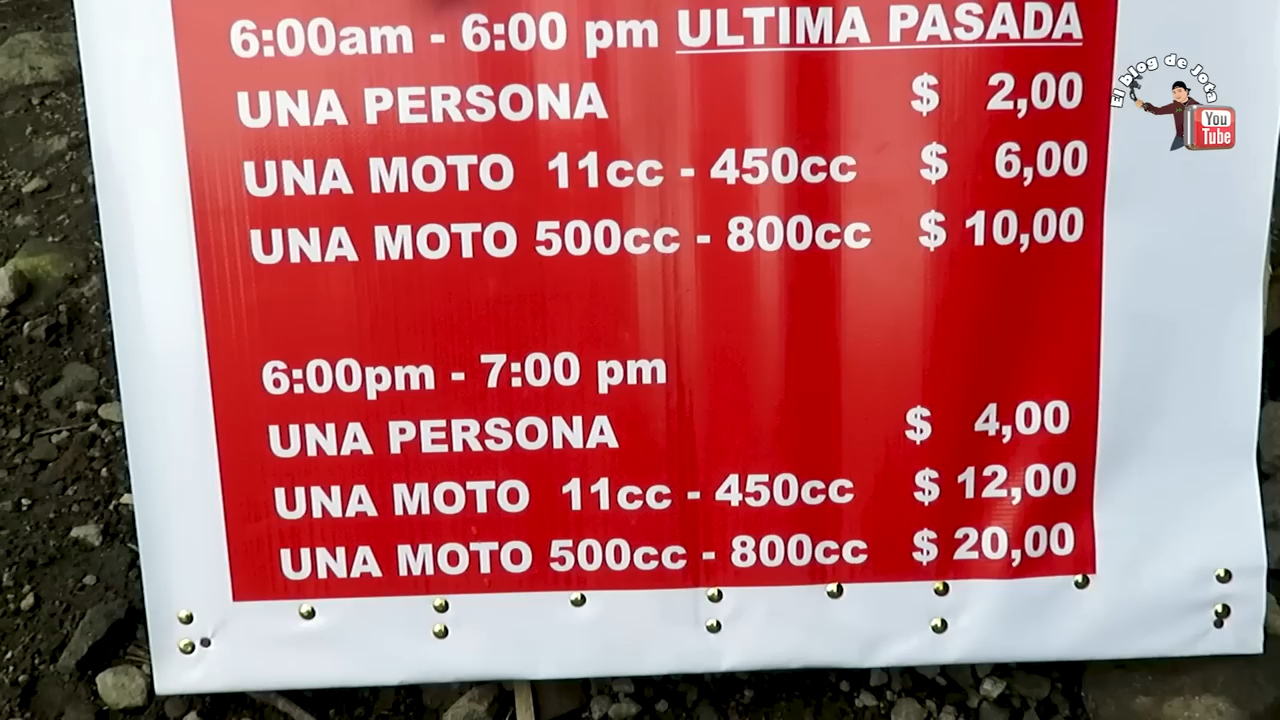 6:00am - 6:00 pm ULTIMA PASADA
UNA PERSONA $ 2,00
UNA MOTO 11cc - 450cc $ 6,00
UNA MOTO 500cc - 800cc $ 10,00
6:00pm - 7:00 pm
UNA PERSONA $ 4,00
UNA MOTO 11cc - 450cc $ 12,00
UNA MOTO 500cc - 800cc $ 20,00
El blog de Jota
You
Tube